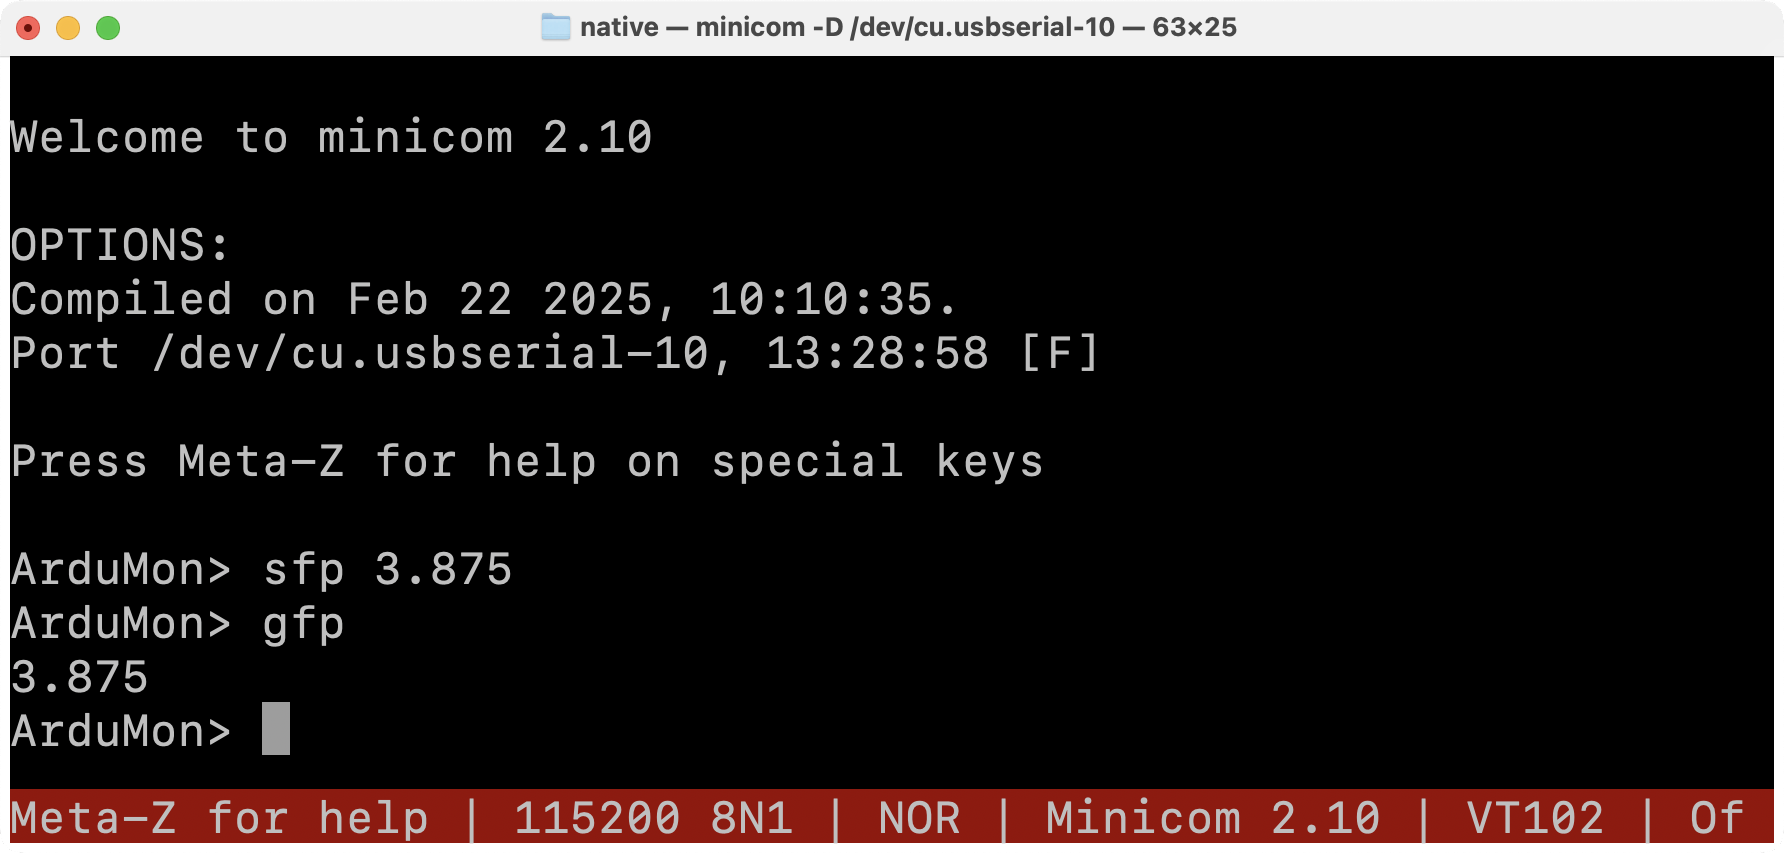 native — minicom -D /dev/cu.usbserial-10 — 63×25
Welcome to minicom 2.10
OPTIONS:
Compiled on Feb 22 2025, 10:10:35.
Port /dev/cu.usbserial-10, 13:28:58 [F]
Press Meta-Z for help on special keys
ArduMon> sfp 3.875
ArduMon> gfp
3.875
ArduMon>
Meta-Z for help | 115200 8N1 | NOR | Minicom 2.10 | VT102 | Of